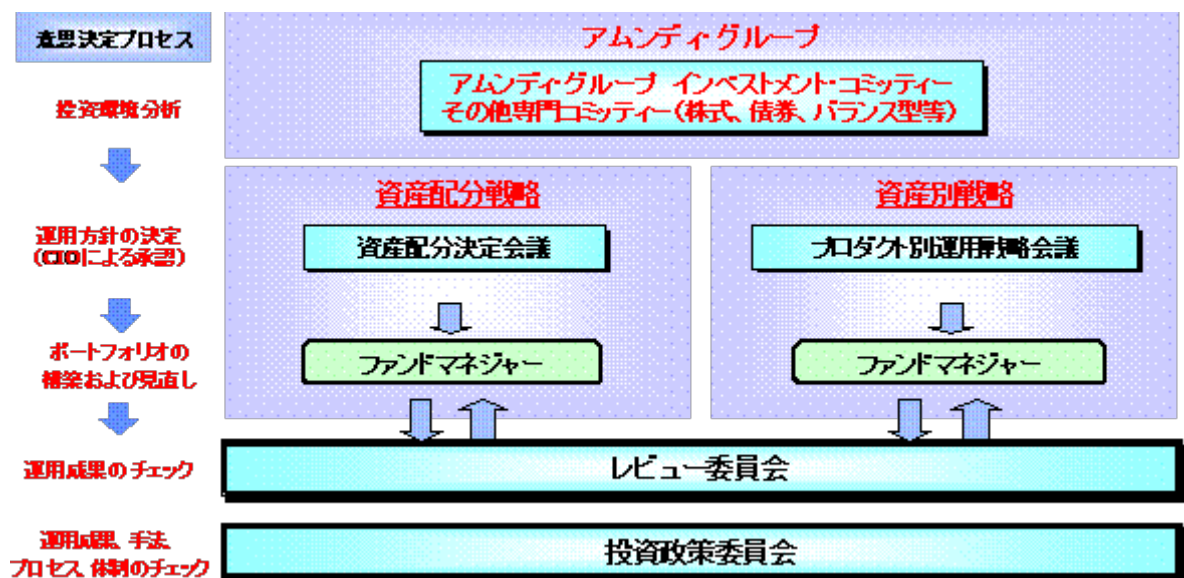 意思決定プロセス
アムンディ・グループ
アムンディ・グループ インベストメント・コミッティー
その他専門コミッティー(株式、債券、バランス型等)
投資環境分析
資産配分戦略
資産別戦略
運用方針の決定
(CIOによる承認)
資産配分決定会議
プロダクト別運用戦略会議
ポートフォリオの
構築および見直し
ファンドマネジャー
ファンドマネジャー
運用成果のチェック
レビュー委員会
運用成果、手法、
プロセス、体制のチェック
投資政策委員会